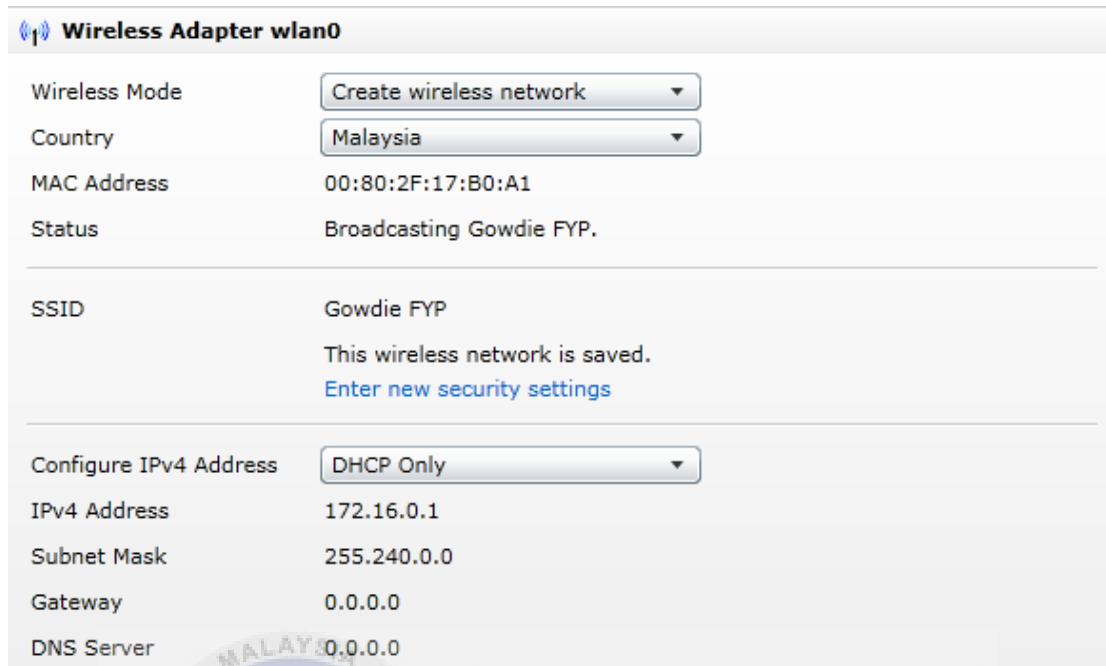 Wireless Adapter wlan0
Wireless Mode Create wireless network
Country Malaysia
MAC Address 00:80:2F:17:B0:A1
Status Broadcasting Gowdie FYP.
SSID Gowdie FYP
This wireless network is saved.
Enter new security settings
Configure IPv4 Address DHCP Only
IPv4 Address 172.16.0.1
Subnet Mask 255.240.0.0
Gateway 0.0.0.0
DNS Server 0.0.0.0
MALAYSIA